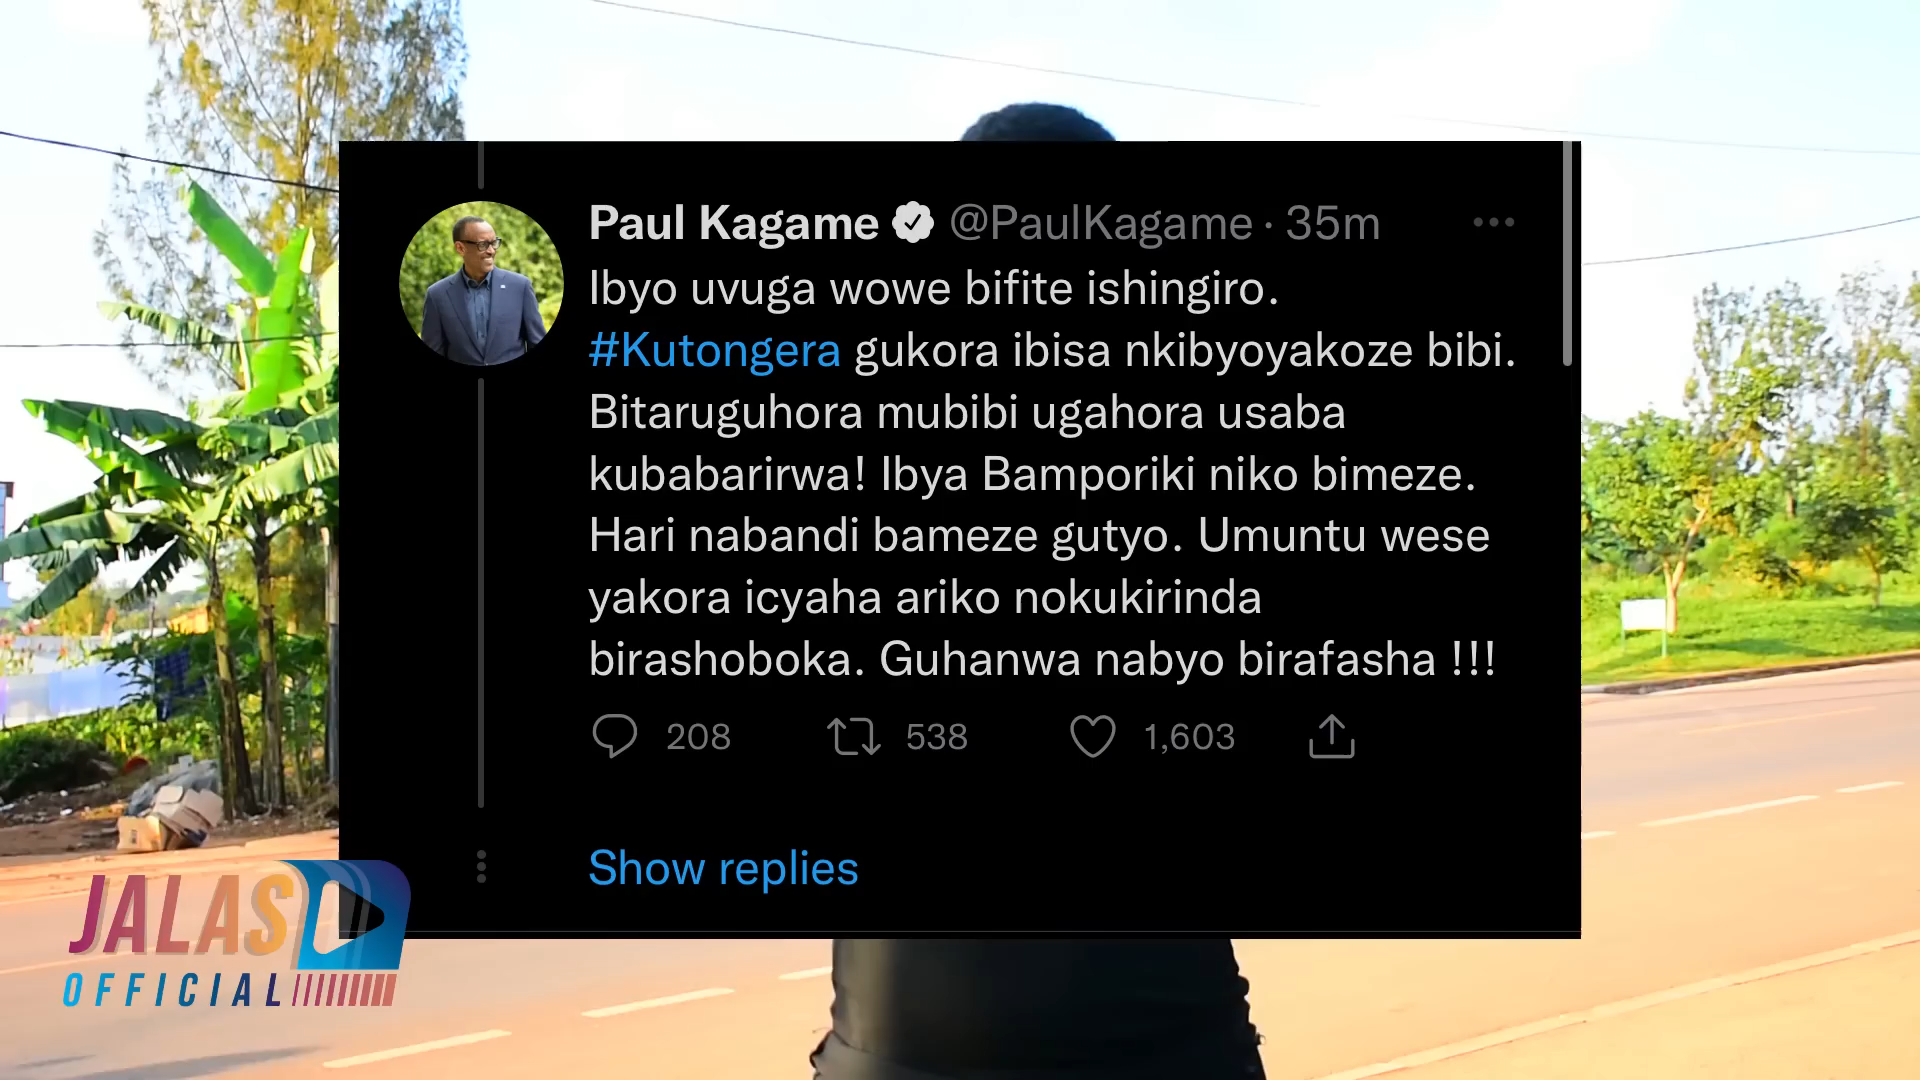 Paul Kagame @PaulKagame · 35m
Ibyo uvuga wowe bifite ishingiro.
#Kutongera gukora ibisa nkibyoyakoze bibi.
Bitaruguhora mubibi ugahora usaba
kubabarirwa! Ibya Bamporiki niko bimeze.
Hari nabandi bameze gutyo. Umuntu wese
yakora icyaha ariko nokukirinda
birashoboka. Guhanwa nabyo birafasha !!!
208 538 1,603
Show replies
JALAS
OFFICIAL